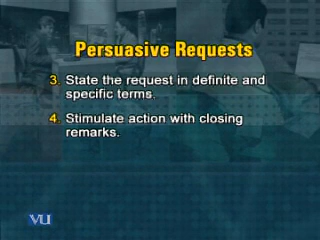 Persuasive Requests
3. State the request in definite and
specific terms.
4. Stimulate action with closing
remarks.
VU